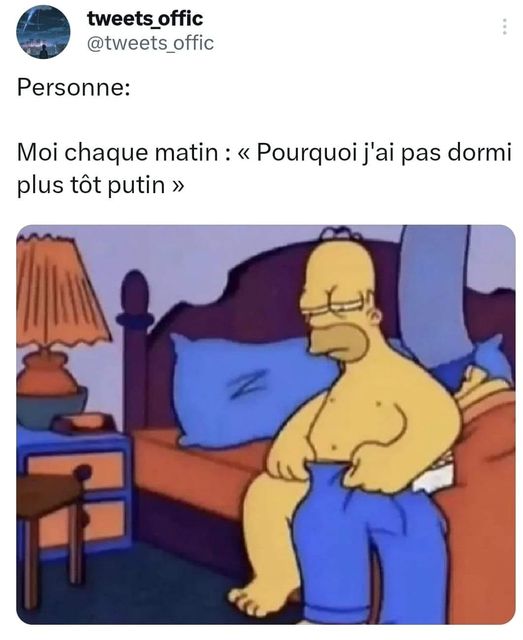 tweets_offic
@tweets_offic
Personne:
Moi chaque matin : « Pourquoi j'ai pas dormi
plus tôt putin »